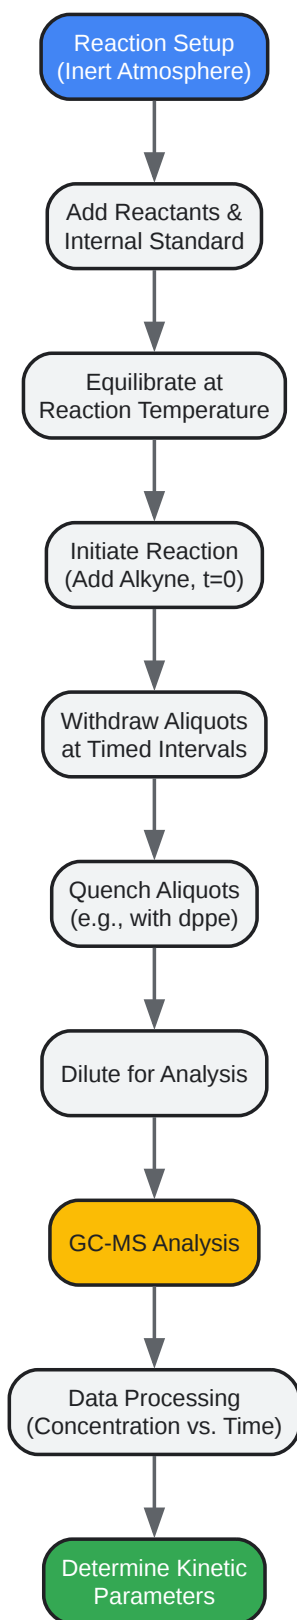 Reaction Setup
(Inert Atmosphere)
Add Reactants &
Internal Standard
Equilibrate at
Reaction Temperature
Initiate Reaction
(Add Alkyne, t=0)
Withdraw Aliquots
at Timed Intervals
Quench Aliquots
(e.g., with dppe)
Dilute for Analysis
GC-MS Analysis
Data Processing
(Concentration vs. Time)
Determine Kinetic
Parameters